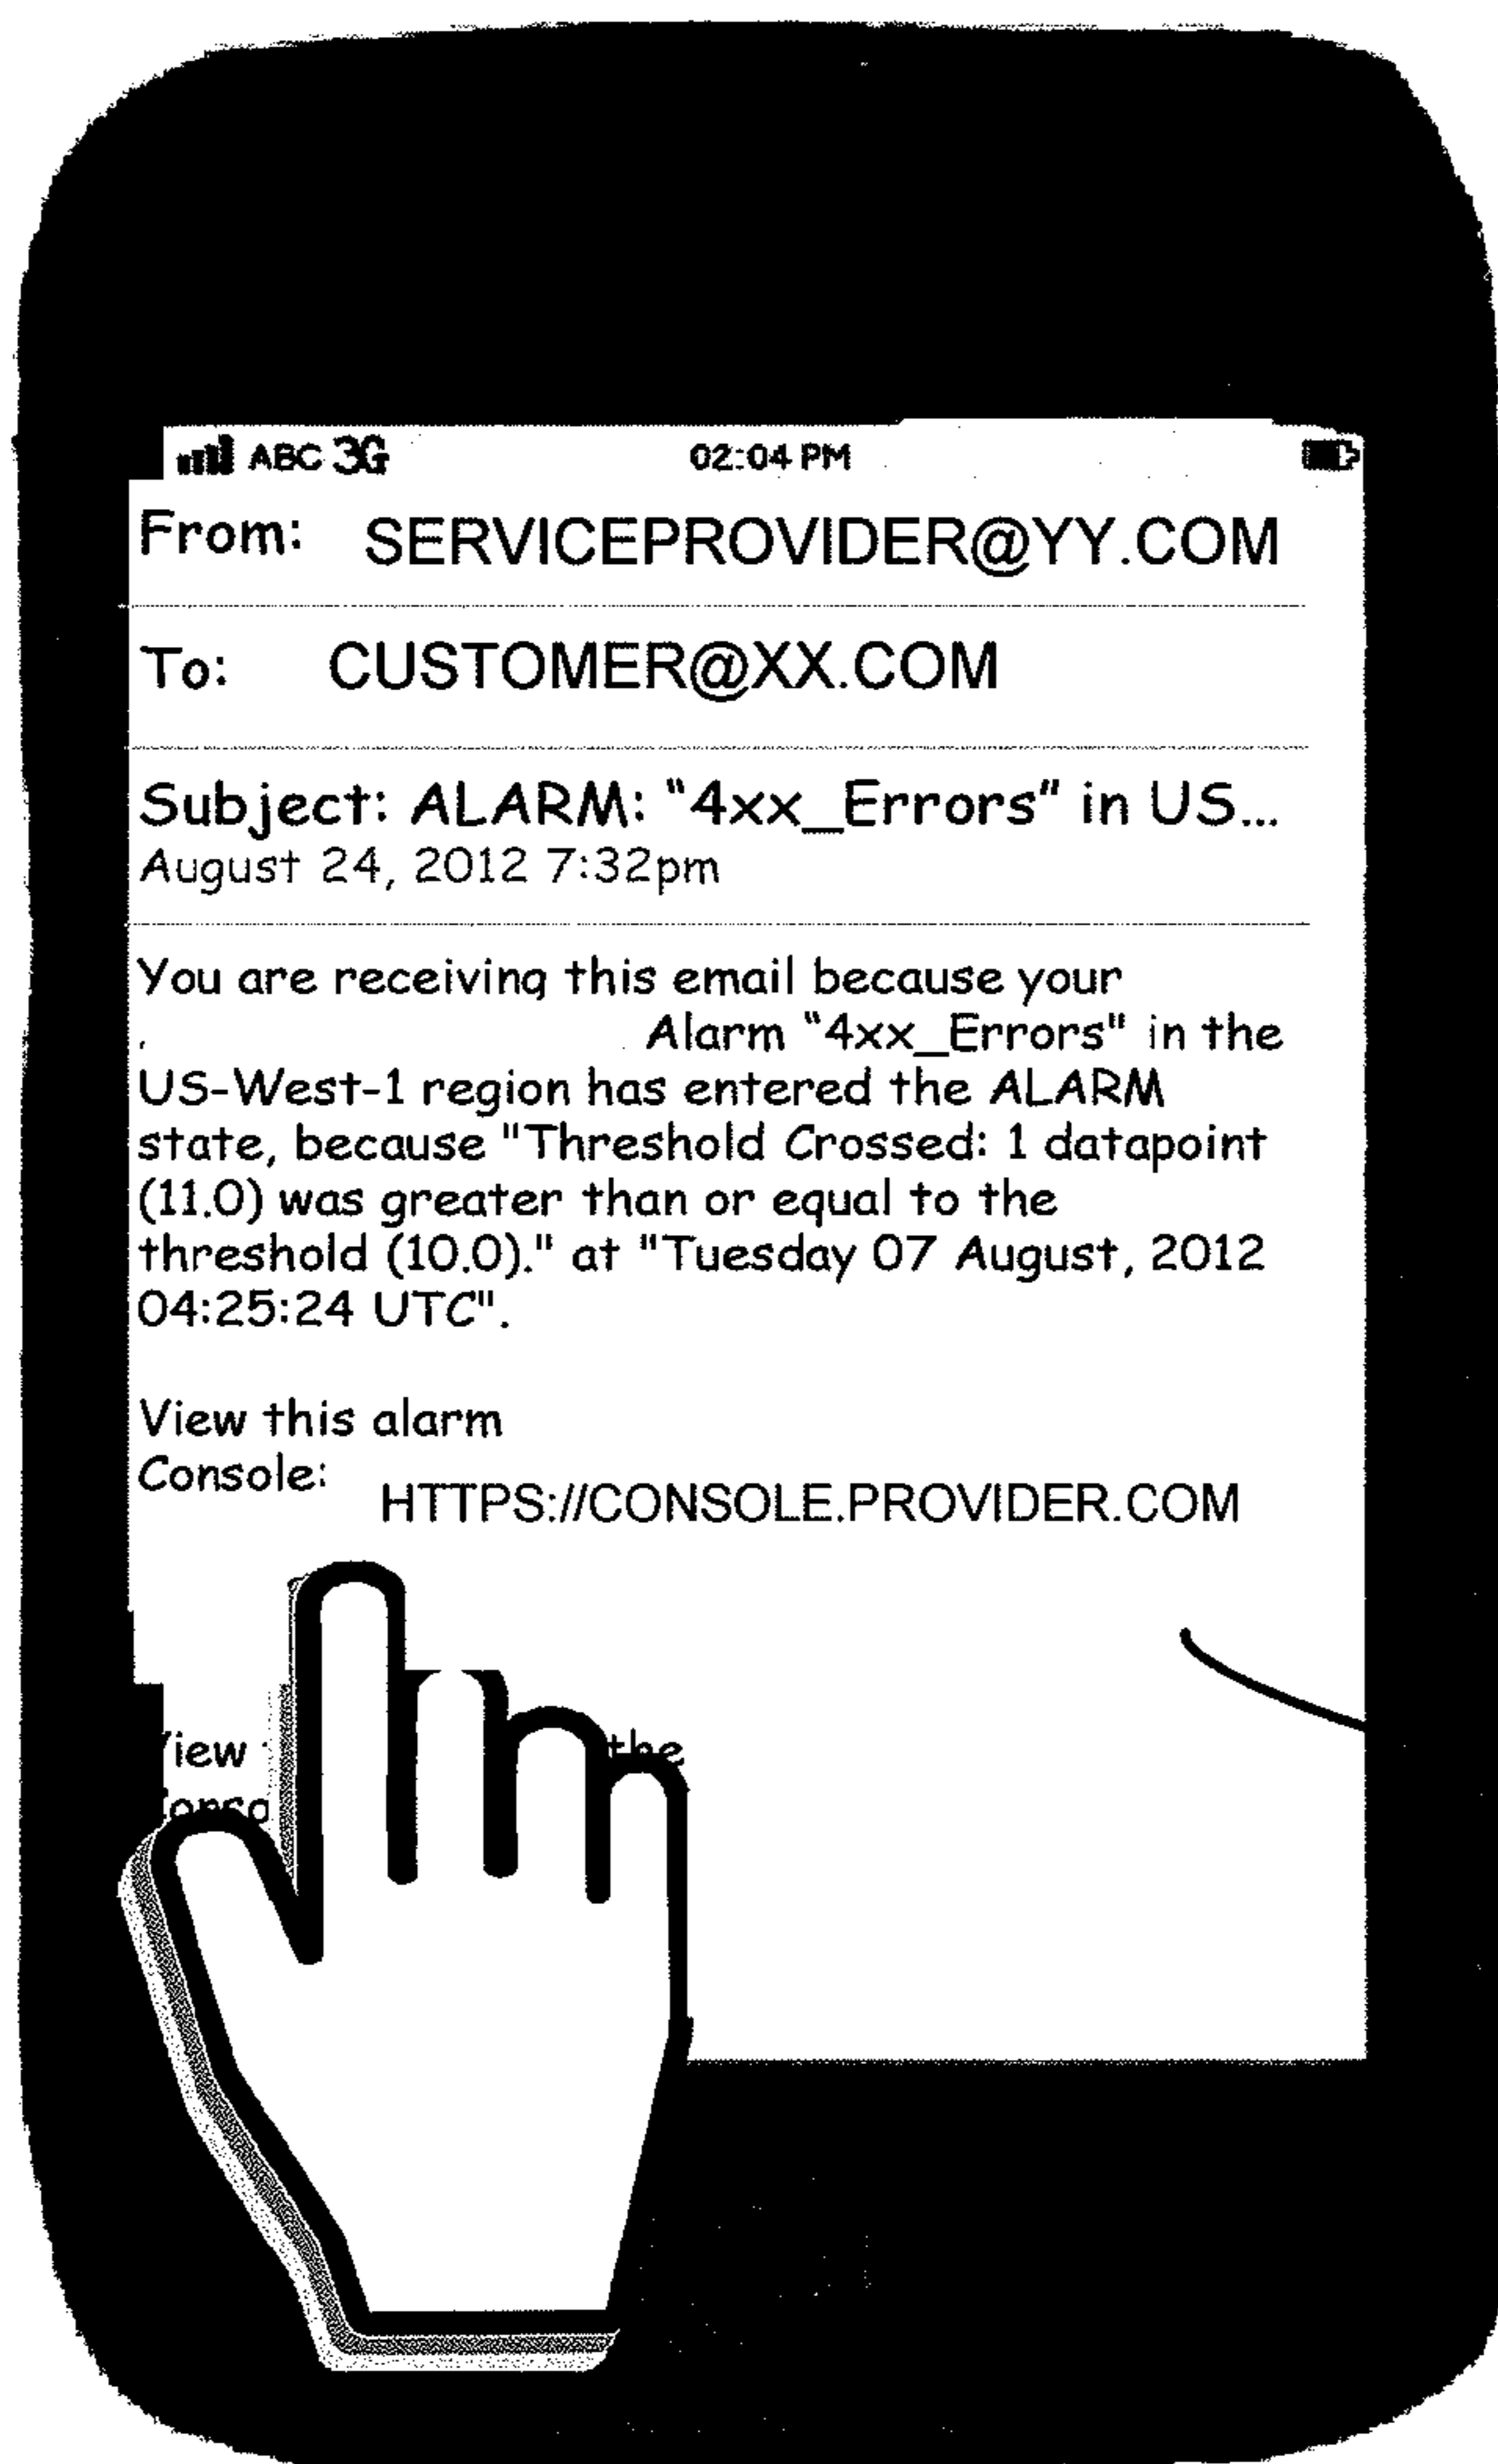 ABC 3G 02:04 PM
From: SERVICEPROVIDER@YY.COM
To: CUSTOMER@XX.COM
Subject: ALARM: "4xx_Errors" in US...
August 24, 2012 7:32pm
You are receiving this email because your
Alarm "4xx_Errors" in the
US-West-1 region has entered the ALARM
state, because "Threshold Crossed: 1 datapoint
(11.0) was greater than or equal to the
threshold (10.0)." at "Tuesday 07 August, 2012
04:25:24 UTC".
View this alarm
Console:
HTTPS://CONSOLE.PROVIDER.COM
iew the